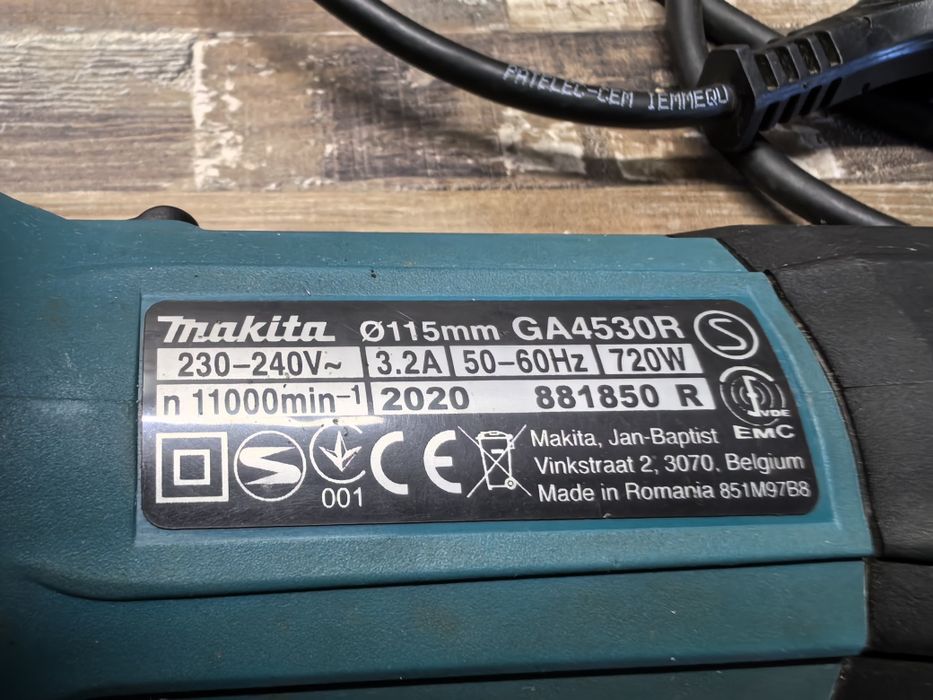 PATELEC-CEM IEMMEQU
makita Ø115mm GA4530R S
230-240V~ 3.2A 50-60Hz 720W
n 11000min-1 2020 881850 R
VDE
EMC
001
CE
Makita, Jan-Baptist
Vinkstraat 2, 3070, Belgium
Made in Romania 851M97B8